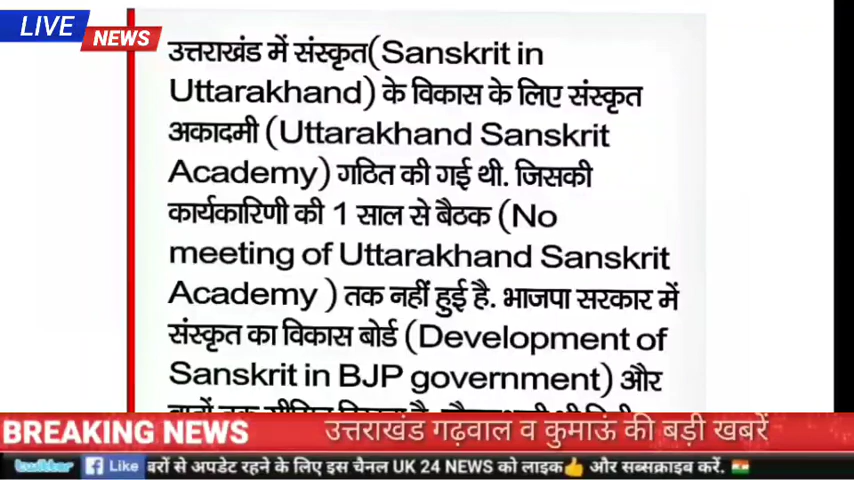 LIVE
NEWS
उत्तराखंड में संस्कृत(Sanskrit in
Uttarakhand) के विकास के लिए संस्कृत
अकादमी (Uttarakhand Sanskrit
Academy) गठित की गई थी. जिसकी
कार्यकारिणी की 1 साल से बैठक (No
meeting of Uttarakhand Sanskrit
Academy ) तक नहीं हुई है. भाजपा सरकार में
संस्कृत का विकास बोर्ड (Development of
Sanskrit in BJP government) और
BREAKING NEWS
उत्तराखंड गढ़वाल व कुमाऊं की बड़ी खबरें
twitter
Like
बरों से अपडेट रहने के लिए इस चैनल UK 24 NEWS को लाइक👍 और सब्सक्राइब करें. 🇮🇳